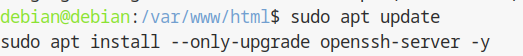 debian@debian:/var/www/html$ sudo apt update
sudo apt install --only-upgrade openssh-server -y